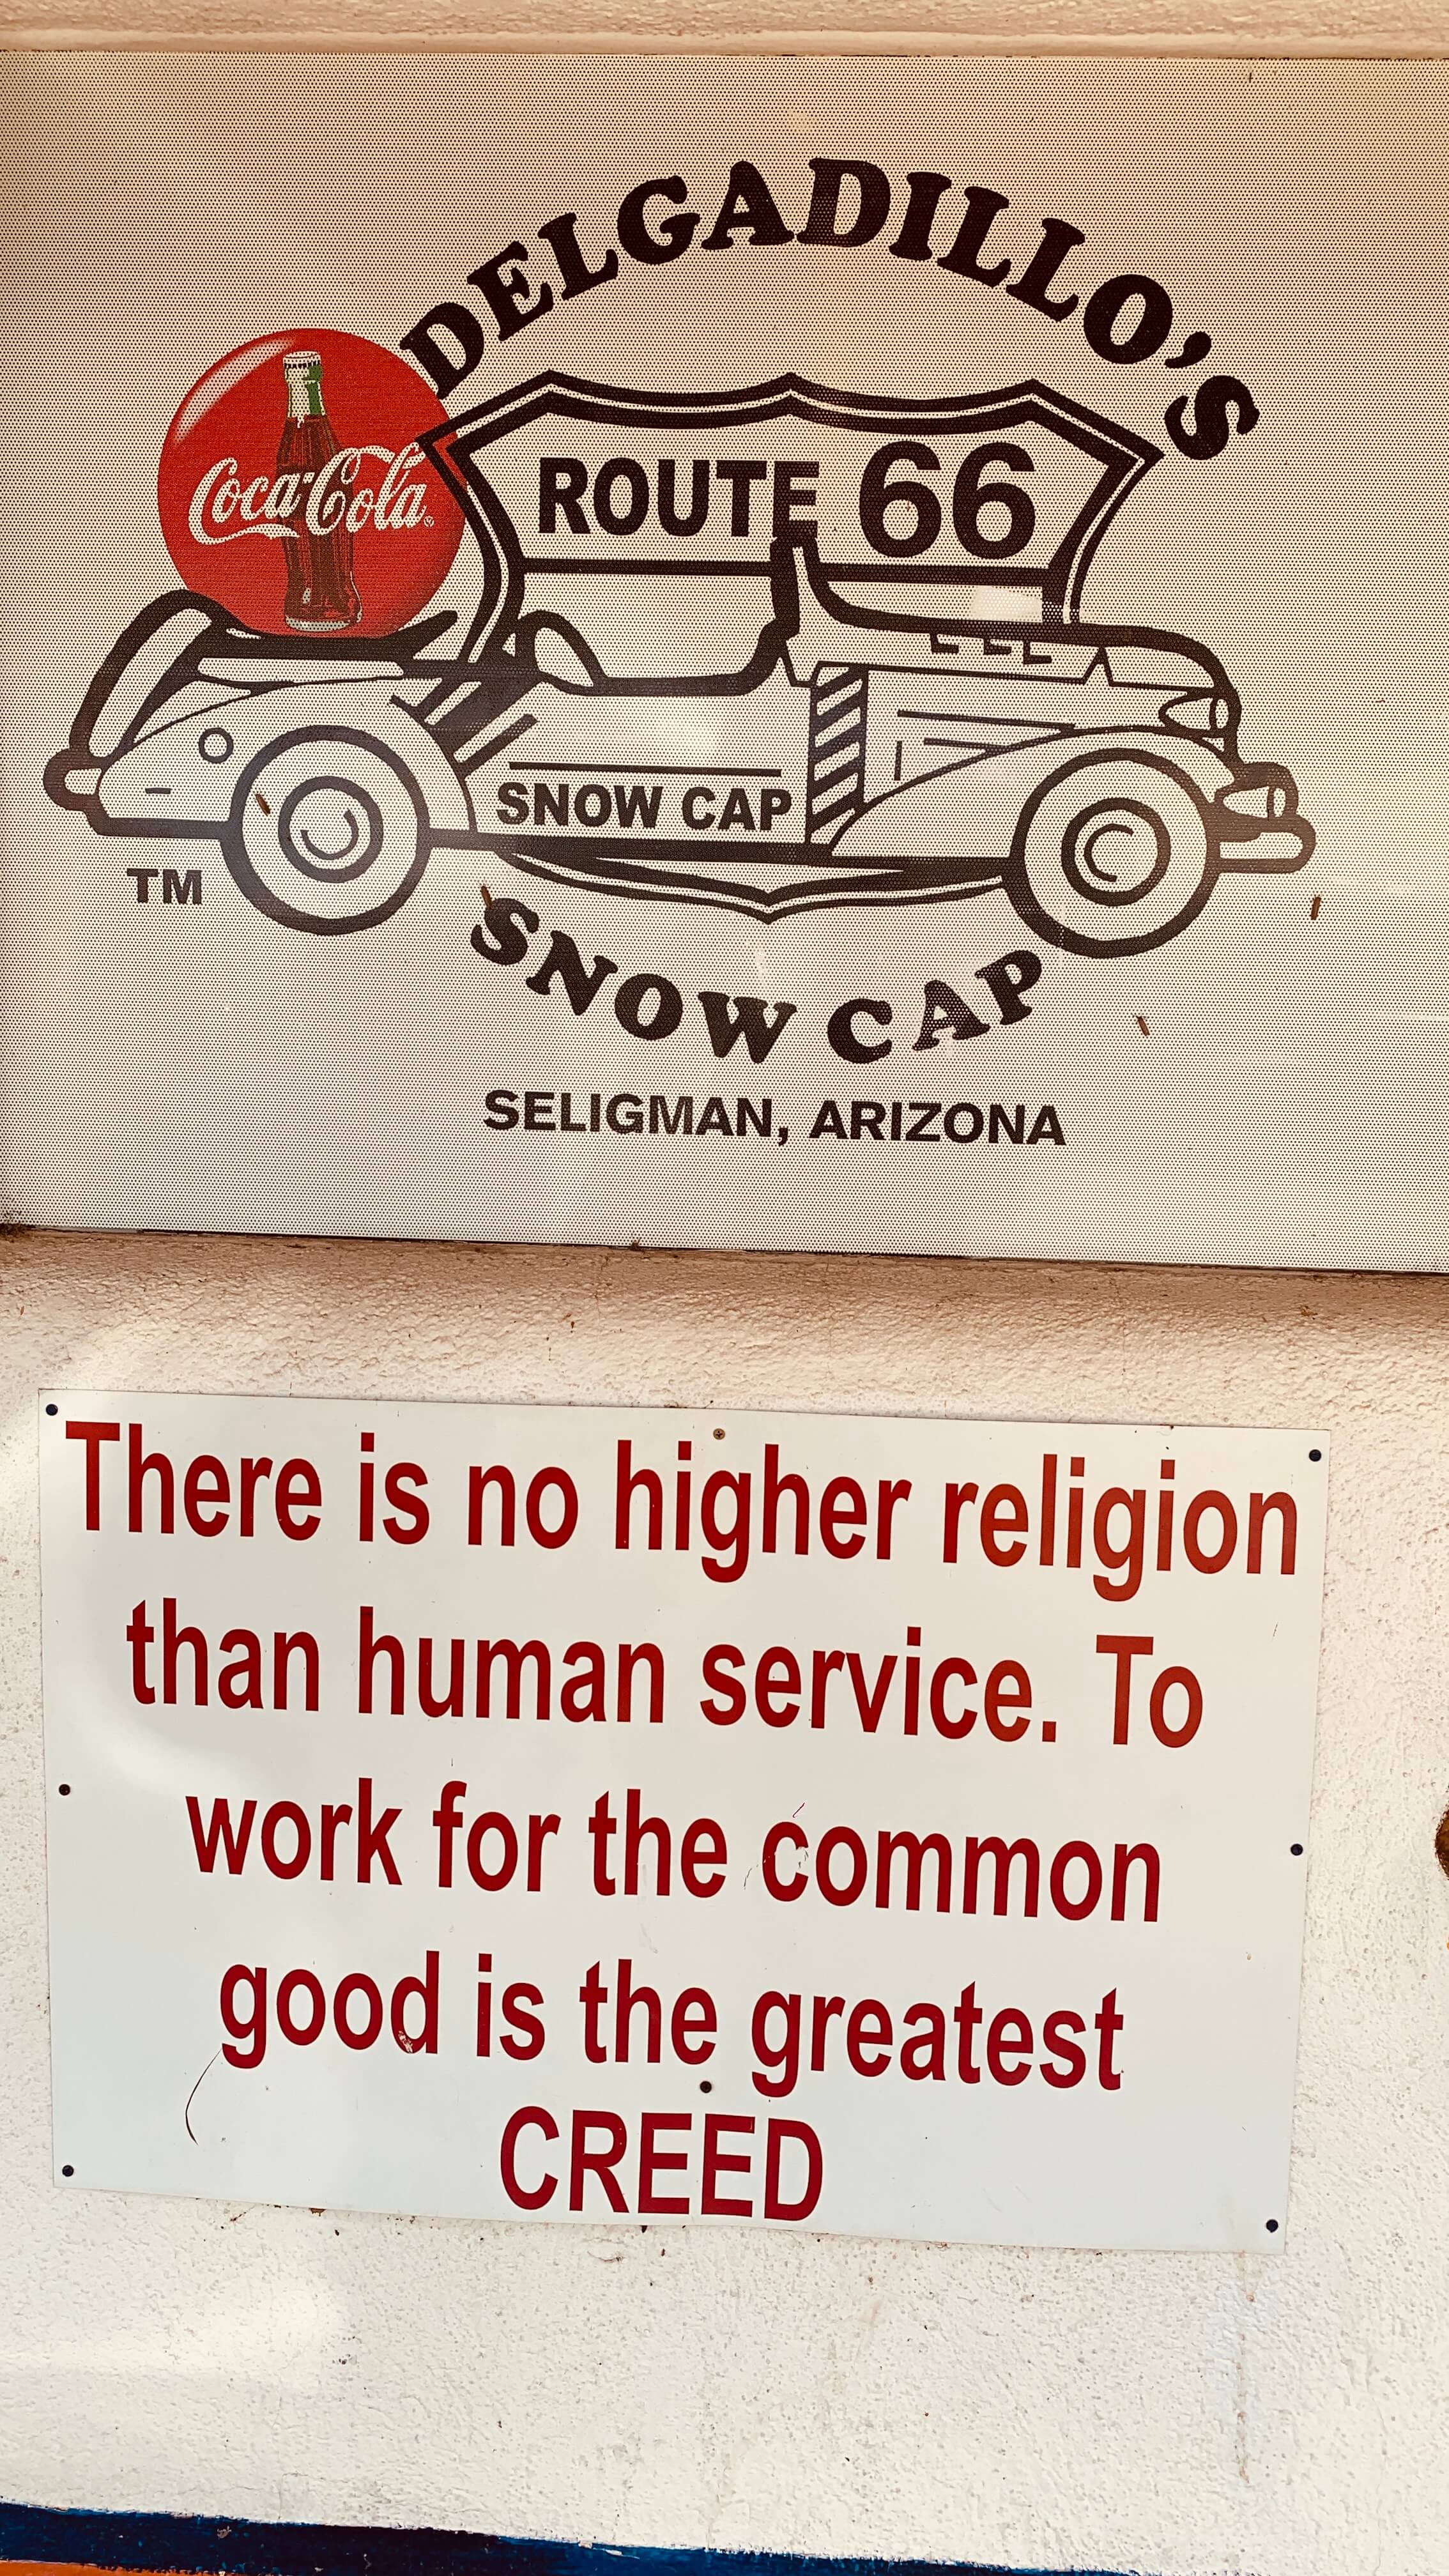 DELGADILLO'S
Coca-Cola®
ROUTE 66
SNOW CAP
TM
SNOW CAP
SELIGMAN, ARIZONA
There is no higher religion
than human service. To
work for the common
good is the greatest
CREED